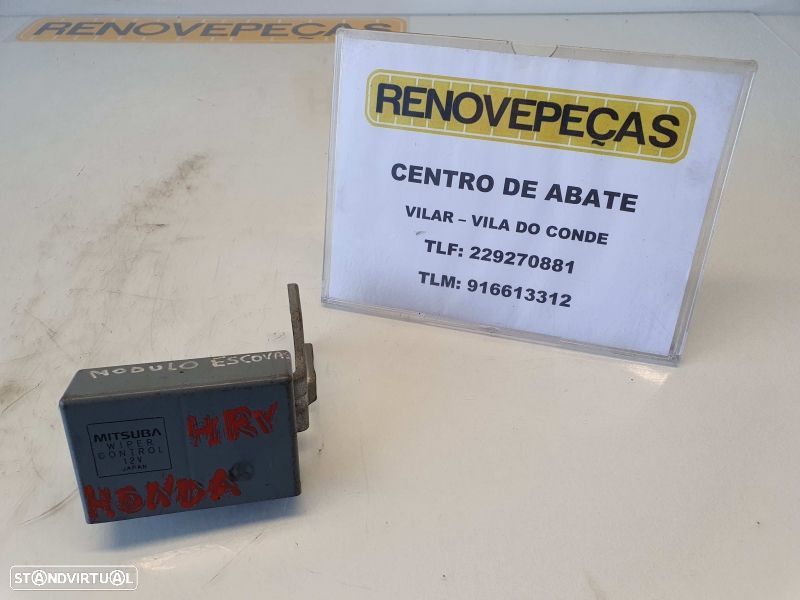 RENOVEPEÇAS
RENOVEPEÇAS
CENTRO DE ABATE
VILAR – VILA DO CONDE
TLF: 229270881
TLM: 916613312
MODULO ESCOVAS
MITSUBA
WIPER
CONTROL
12V
JAPAN
HRV
HONDA
STANDVIRTUAL